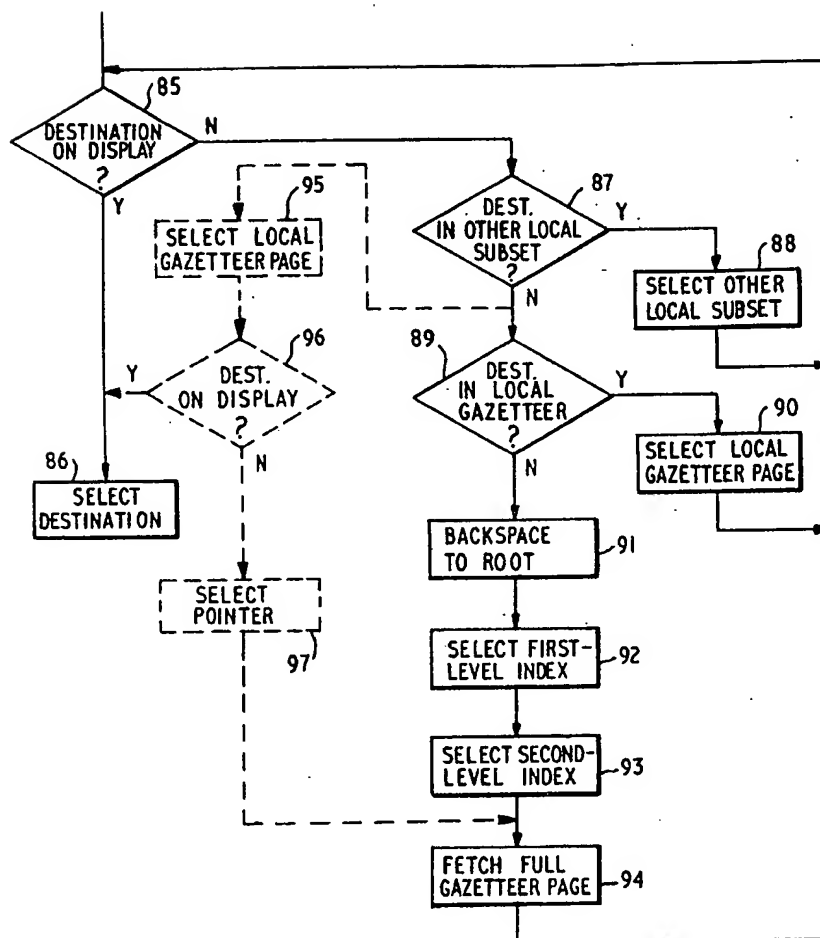 85
DESTINATION
ON DISPLAY
?
N
Y
95
SELECT LOCAL
GAZETTEER PAGE
87
DEST.
IN OTHER LOCAL
SUBSET
?
Y
N
88
SELECT OTHER
LOCAL SUBSET
96
DEST.
ON DISPLAY
?
Y
N
89
DEST.
IN LOCAL
GAZETTEER
?
Y
N
90
SELECT LOCAL
GAZETTEER PAGE
86
SELECT
DESTINATION
BACKSPACE
TO ROOT
91
SELECT
POINTER
97
SELECT FIRST-
LEVEL INDEX
92
SELECT SECOND-
LEVEL INDEX
93
FETCH FULL
GAZETTEER PAGE
94